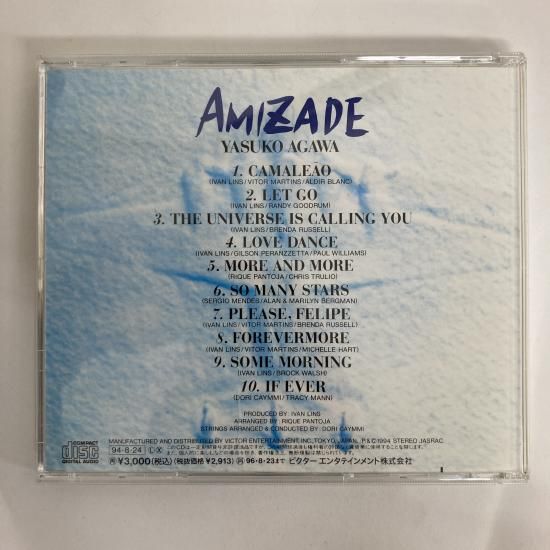 AMIZADE
YASUKO AGAWA
1. CAMALEÃO
(IVAN LINS/VITOR MARTINS/ALDIR BLANC)
2. LET GO
(IVAN LINS/RANDY GOODRUM)
3. THE UNIVERSE IS CALLING YOU
(IVAN LINS/BRENDA RUSSELL)
4. LOVE DANCE
(IVAN LINS/GILSON PERANZZETTA/PAUL WILLIAMS)
5. MORE AND MORE
(RIQUE PANTOJA/CHRIS TRULIO)
6. SO MANY STARS
(SERGIO MENDES/ALAN & MARILYN BERGMAN)
7. PLEASE, FELIPE
(IVAN LINS/VITOR MARTINS/BRENDA RUSSELL)
8. FOREVERMORE
(IVAN LINS/VITOR MARTINS/MICHELLE HART)
9. SOME MORNING
(IVAN LINS/BROCK WALSH)
10. IF EVER
(DORI CAYMMI/TRACY MANN)
PRODUCED BY: IVAN LINS
ARRANGED BY: RIQUE PANTOJA
STRINGS ARRANGED & CONDUCTED BY: DORI CAYMMI
MANUFACTURED AND DISTRIBUTED BY VICTOR ENTERTAINMENT, INC., TOKYO, JAPAN. ℗&©1994 STEREO JASRAC
COMPACT
disc
DIGITAL AUDIO
94-8-24 L X
¥3,000(税込)(税抜価格¥2,913) 96・8・23まで ビクター エンタテインメント株式会社